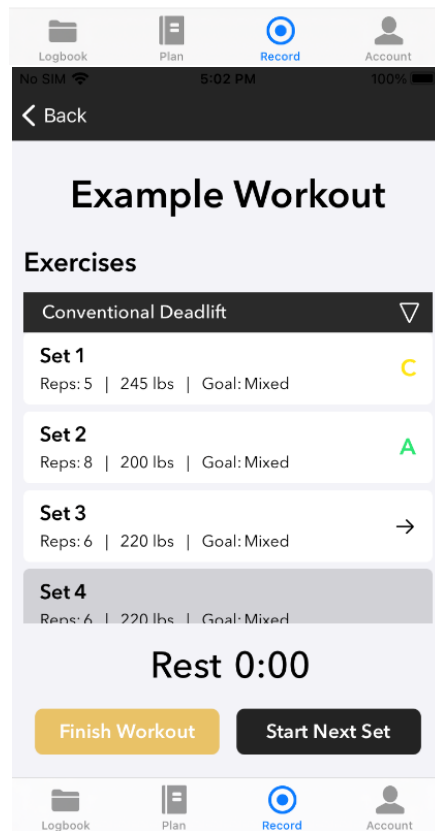 Logbook Plan Record Account
No SIM 5:02 PM 100%
Back
Example Workout
Exercises
Conventional Deadlift
Set 1
C
Reps: 5 | 245 lbs | Goal: Mixed
Set 2
A
Reps: 8 | 200 lbs | Goal: Mixed
Set 3
Reps: 6 | 220 lbs | Goal: Mixed
Set 4
Reps: 6 | 220 lbs | Goal: Mixed
Rest 0:00
Finish Workout Start Next Set
Logbook Plan Record Account